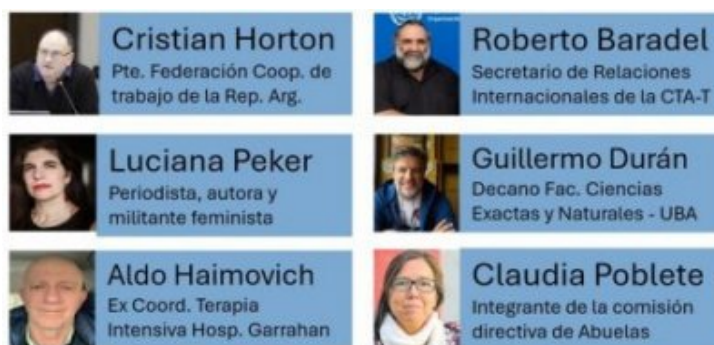 Cristian Horton
Pte. Federación Coop. de
trabajo de la Rep. Arg.
Roberto Baradel
Secretario de Relaciones
Internacionales de la CTA-T
Luciana Peker
Periodista, autora y
militante feminista
Guillermo Durán
Decano Fac. Ciencias
Exactas y Naturales - UBA
Aldo Haimovich
Ex Coord. Terapia
Intensiva Hosp. Garrahan
Claudia Poblete
Integrante de la comisión
directiva de Abuelas